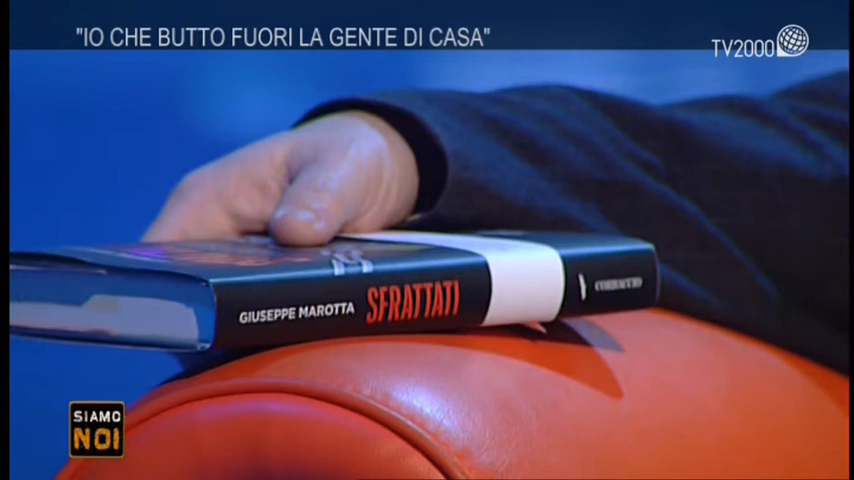 "IO CHE BUTTO FUORI LA GENTE DI CASA"
TV2000
GIUSEPPE MAROTTA SFRATTATI CORBACCIO
SIAMO
NOI